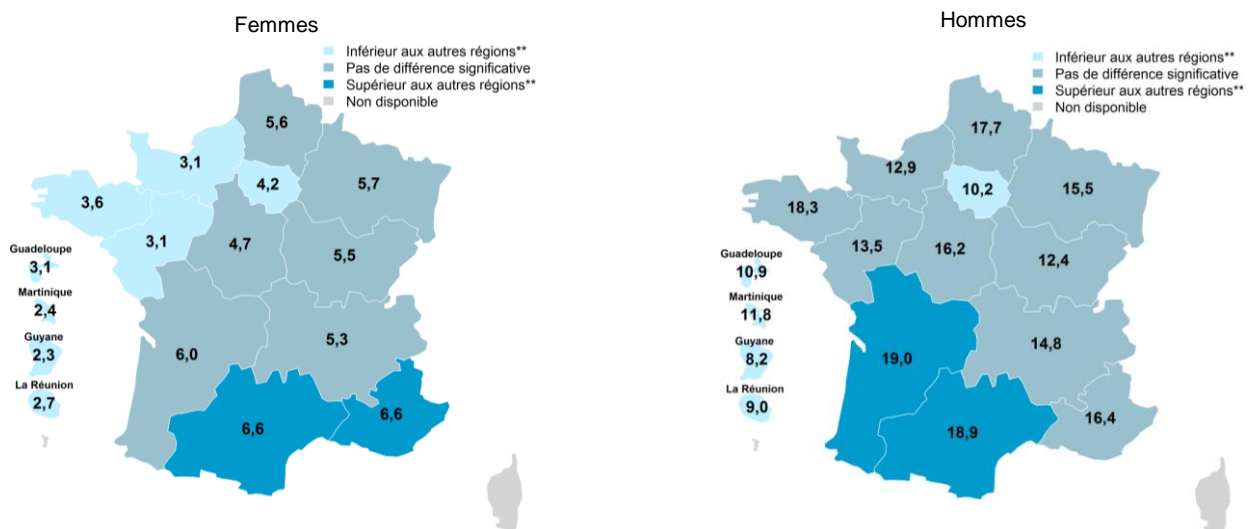 Femmes
Inférieur aux autres régions**
Pas de différence significative
Supérieur aux autres régions**
Non disponible
5,6
3,1
4,2
5,7
3,6
3,1
4,7
5,5
Guadeloupe
3,1
Martinique
2,4
Guyane
2,3
La Réunion
2,7
6,0
5,3
6,6
6,6
Hommes
Inférieur aux autres régions**
Pas de différence significative
Supérieur aux autres régions**
Non disponible
17,7
12,9
10,2
15,5
18,3
13,5
16,2
12,4
Guadeloupe
10,9
Martinique
11,8
Guyane
8,2
La Réunion
9,0
19,0
14,8
18,9
16,4